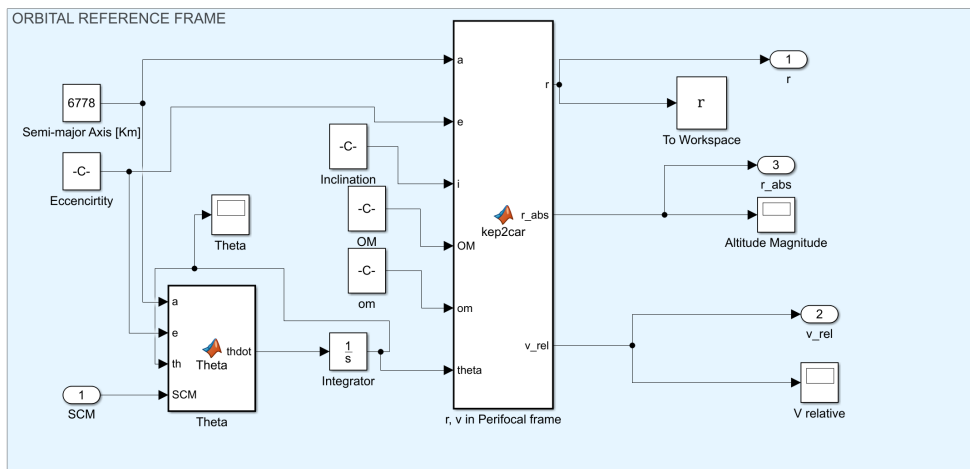 ORBITAL REFERENCE FRAME
6778
Semi-major Axis [Km]
-C-
Eccencirtity
-C-
Inclination
-C-
OM
-C-
om
Theta
a
e
th
SCM
Theta
thdot
Theta
1
SCM
1
s
Integrator
a
e
i
OM
om
theta
kep2car
r
r_abs
v_rel
r, v in Perifocal frame
1
r
r
To Workspace
3
r_abs
Altitude Magnitude
2
v_rel
V relative